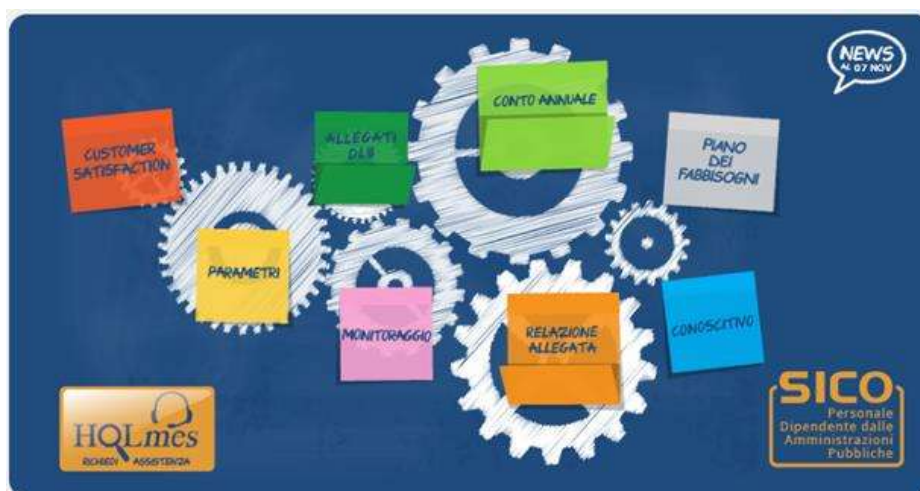 NEWS
AL 07 NOV
CONTO ANNUALE
CUSTOMER
SATISFACTION
ALLEGATI
DLB
PIANO
DEI
FABBISOGNI
PARAMETRI
MONITORAGGIO
RELAZIONE
ALLEGATA
CONOSCITIVO
HQLmes
RICHIEDI ASSISTENZA
SICO
Personale
Dipendente dalle
Amministrazioni
Pubbliche